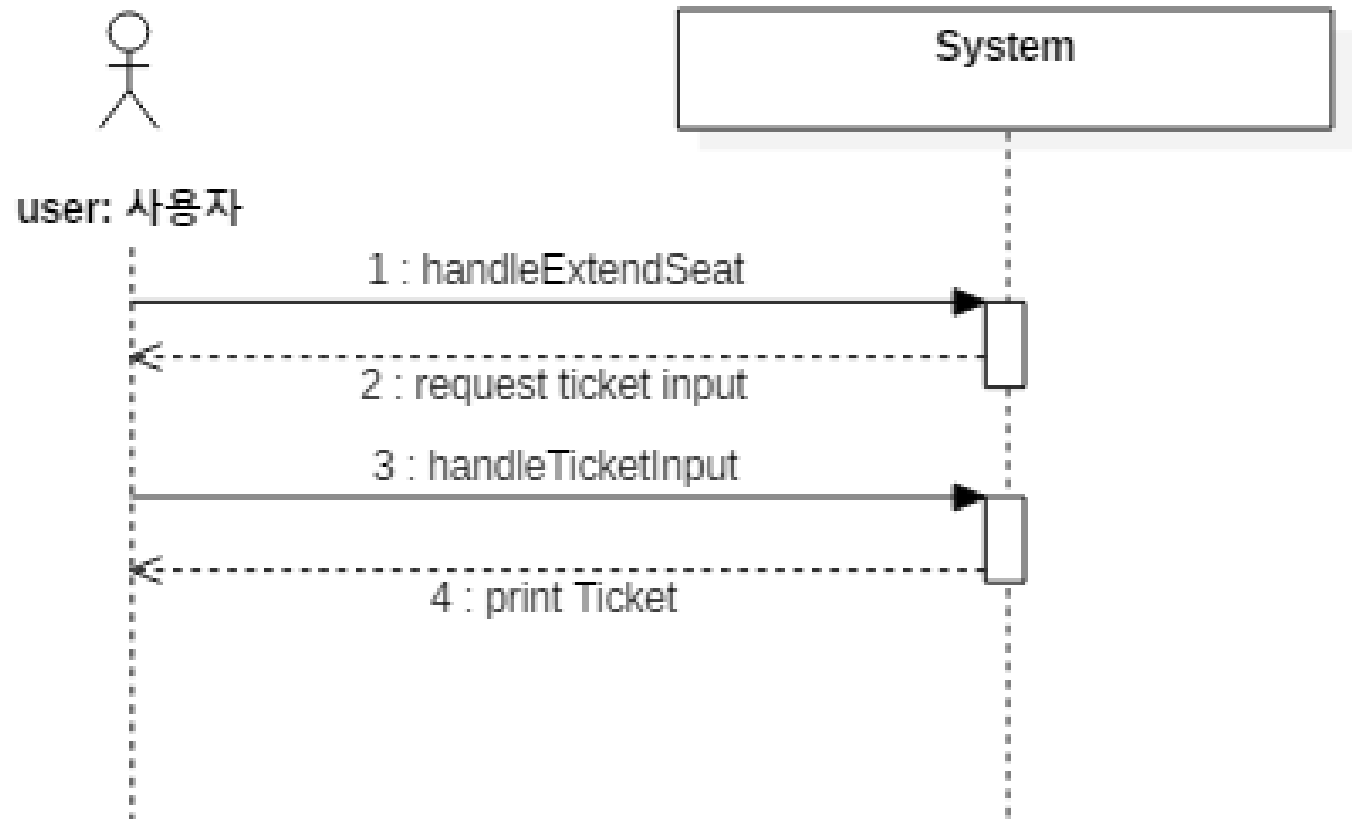 System
user: 사용자
1 : handleExtendSeat
2 : request ticket input
3 : handleTicketInput
4 : print Ticket